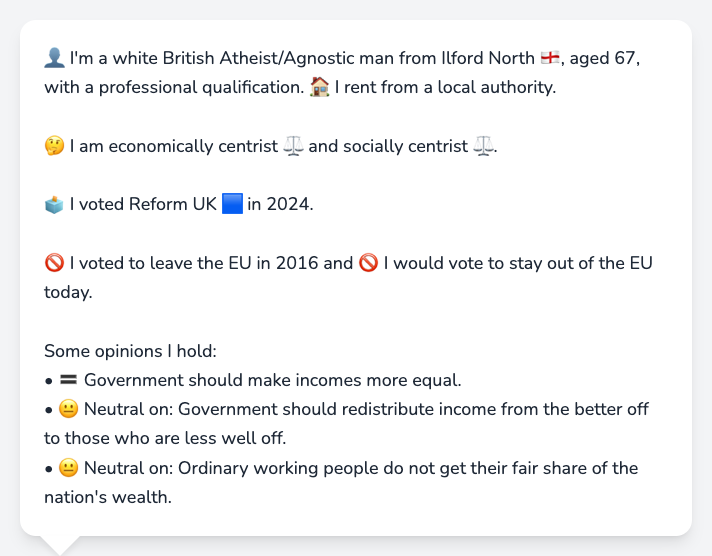 👤 I'm a white British Atheist/Agnostic man from Ilford North 🏴󠁧󠁢󠁥󠁮󠁧󠁿, aged 67,
with a professional qualification. 🏠 I rent from a local authority.
🤔 I am economically centrist ⚖️ and socially centrist ⚖️.
🗳️ I voted Reform UK 🟦 in 2024.
🚫 I voted to leave the EU in 2016 and 🚫 I would vote to stay out of the EU
today.
Some opinions I hold:
• 🟰 Government should make incomes more equal.
• 😐 Neutral on: Government should redistribute income from the better off
to those who are less well off.
• 😐 Neutral on: Ordinary working people do not get their fair share of the
nation's wealth.